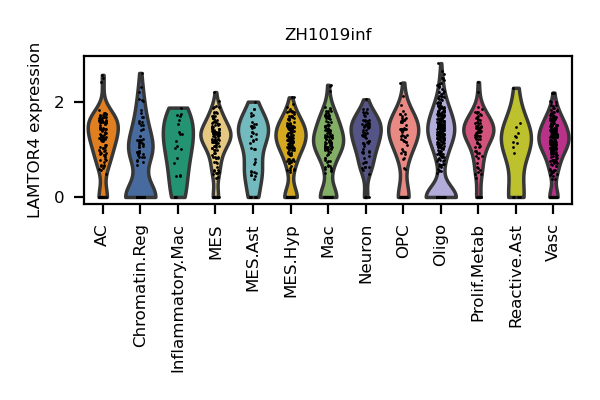 ZH1019inf
LAMTOR4 expression
2
0
AC
Chromatin.Reg
Inflammatory.Mac
MES
MES.Ast
MES.Hyp
Mac
Neuron
OPC
Oligo
Prolif.Metab
Reactive.Ast
Vasc